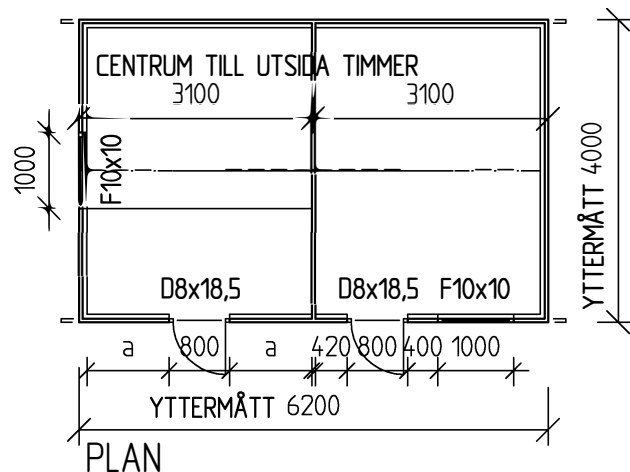 CENTRUM TILL UTSIDA TIMMER
3100 3100
1000
F10x10
YTTERMÅTT 4000
D8x18,5 D8x18,5 F10x10
a 800 a 420 800 400 1000
YTTERMÅTT 6200
PLAN